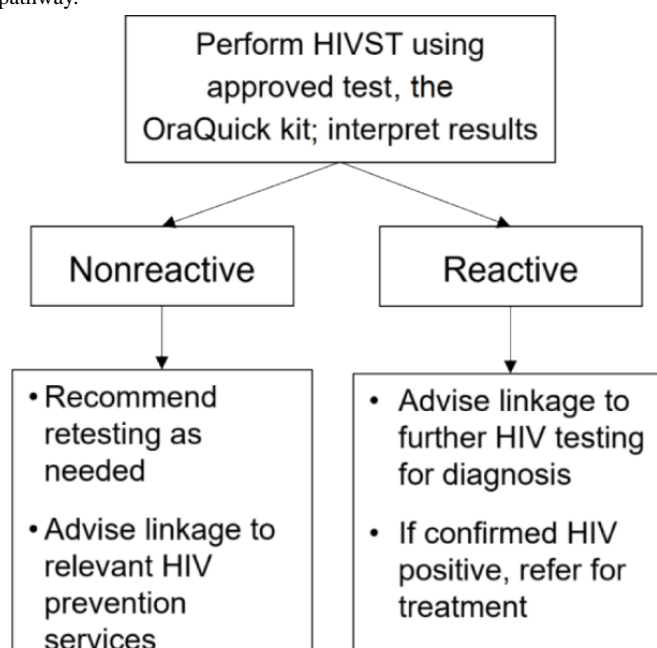 pathway.
Perform HIVST using
approved test, the
OraQuick kit; interpret results
Nonreactive
Reactive
• Recommend
retesting as
needed
• Advise linkage to
relevant HIV
prevention
services
• Advise linkage to
further HIV testing
for diagnosis
• If confirmed HIV
positive, refer for
treatment